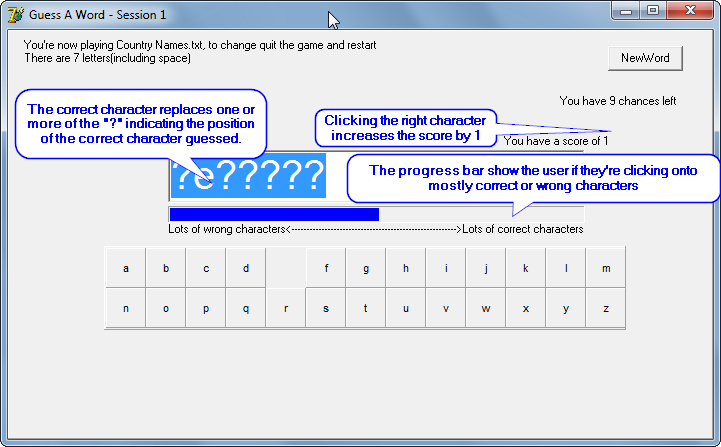 Guess A Word - Session 1
You're now playing Country Names.txt, to change quit the game and restart
There are 7 letters(including space)
NewWord
You have 9 chances left
The correct character replaces one or
more of the "?" indicating the position
of the correct character guessed.
Clicking the right character
increases the score by 1
You have a score of 1
?e?????
The progress bar show the user if they're clicking onto
mostly correct or wrong characters
Lots of wrong characters<-------------------------------------------------->Lots of correct characters
a b c d f g h i j k l m
n o p q r s t u v w x y z